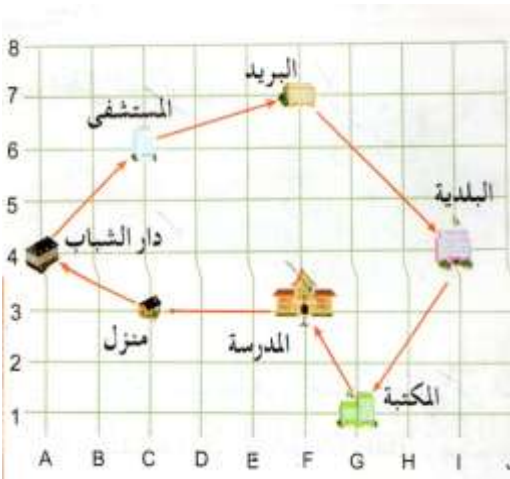 8
البريد
7
المستشفى
6
البلدية
5
دار الشباب
4
3
منزل
المدرسة
2
المكتبة
1
A B C D E F G H I J